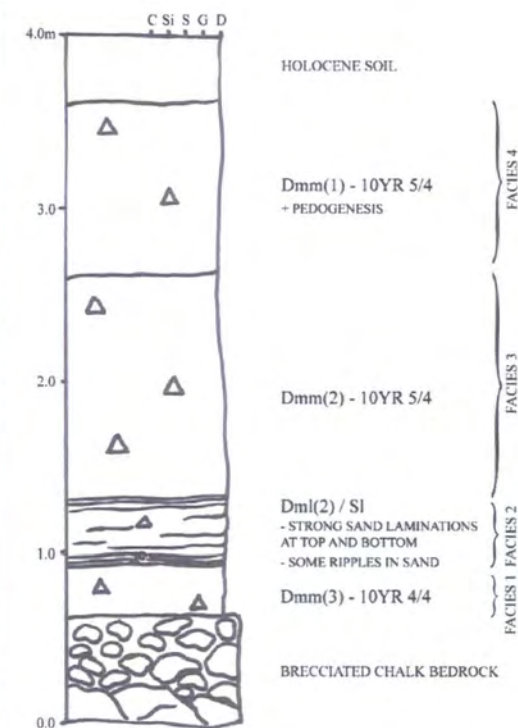 C Si S G D
4.0m
HOLOCENE SOIL
Dmm(1) - 10YR 5/4
+ PEDOGENESIS
FACIES 4
3.0
Dmm(2) - 10YR 5/4
FACIES 3
2.0
Dml(2) / Sl
- STRONG SAND LAMINATIONS
AT TOP AND BOTTOM
- SOME RIPPLES IN SAND
FACIES 2
1.0
Dmm(3) - 10YR 4/4
FACIES 1
BRECCIATED CHALK BEDROCK
0.0